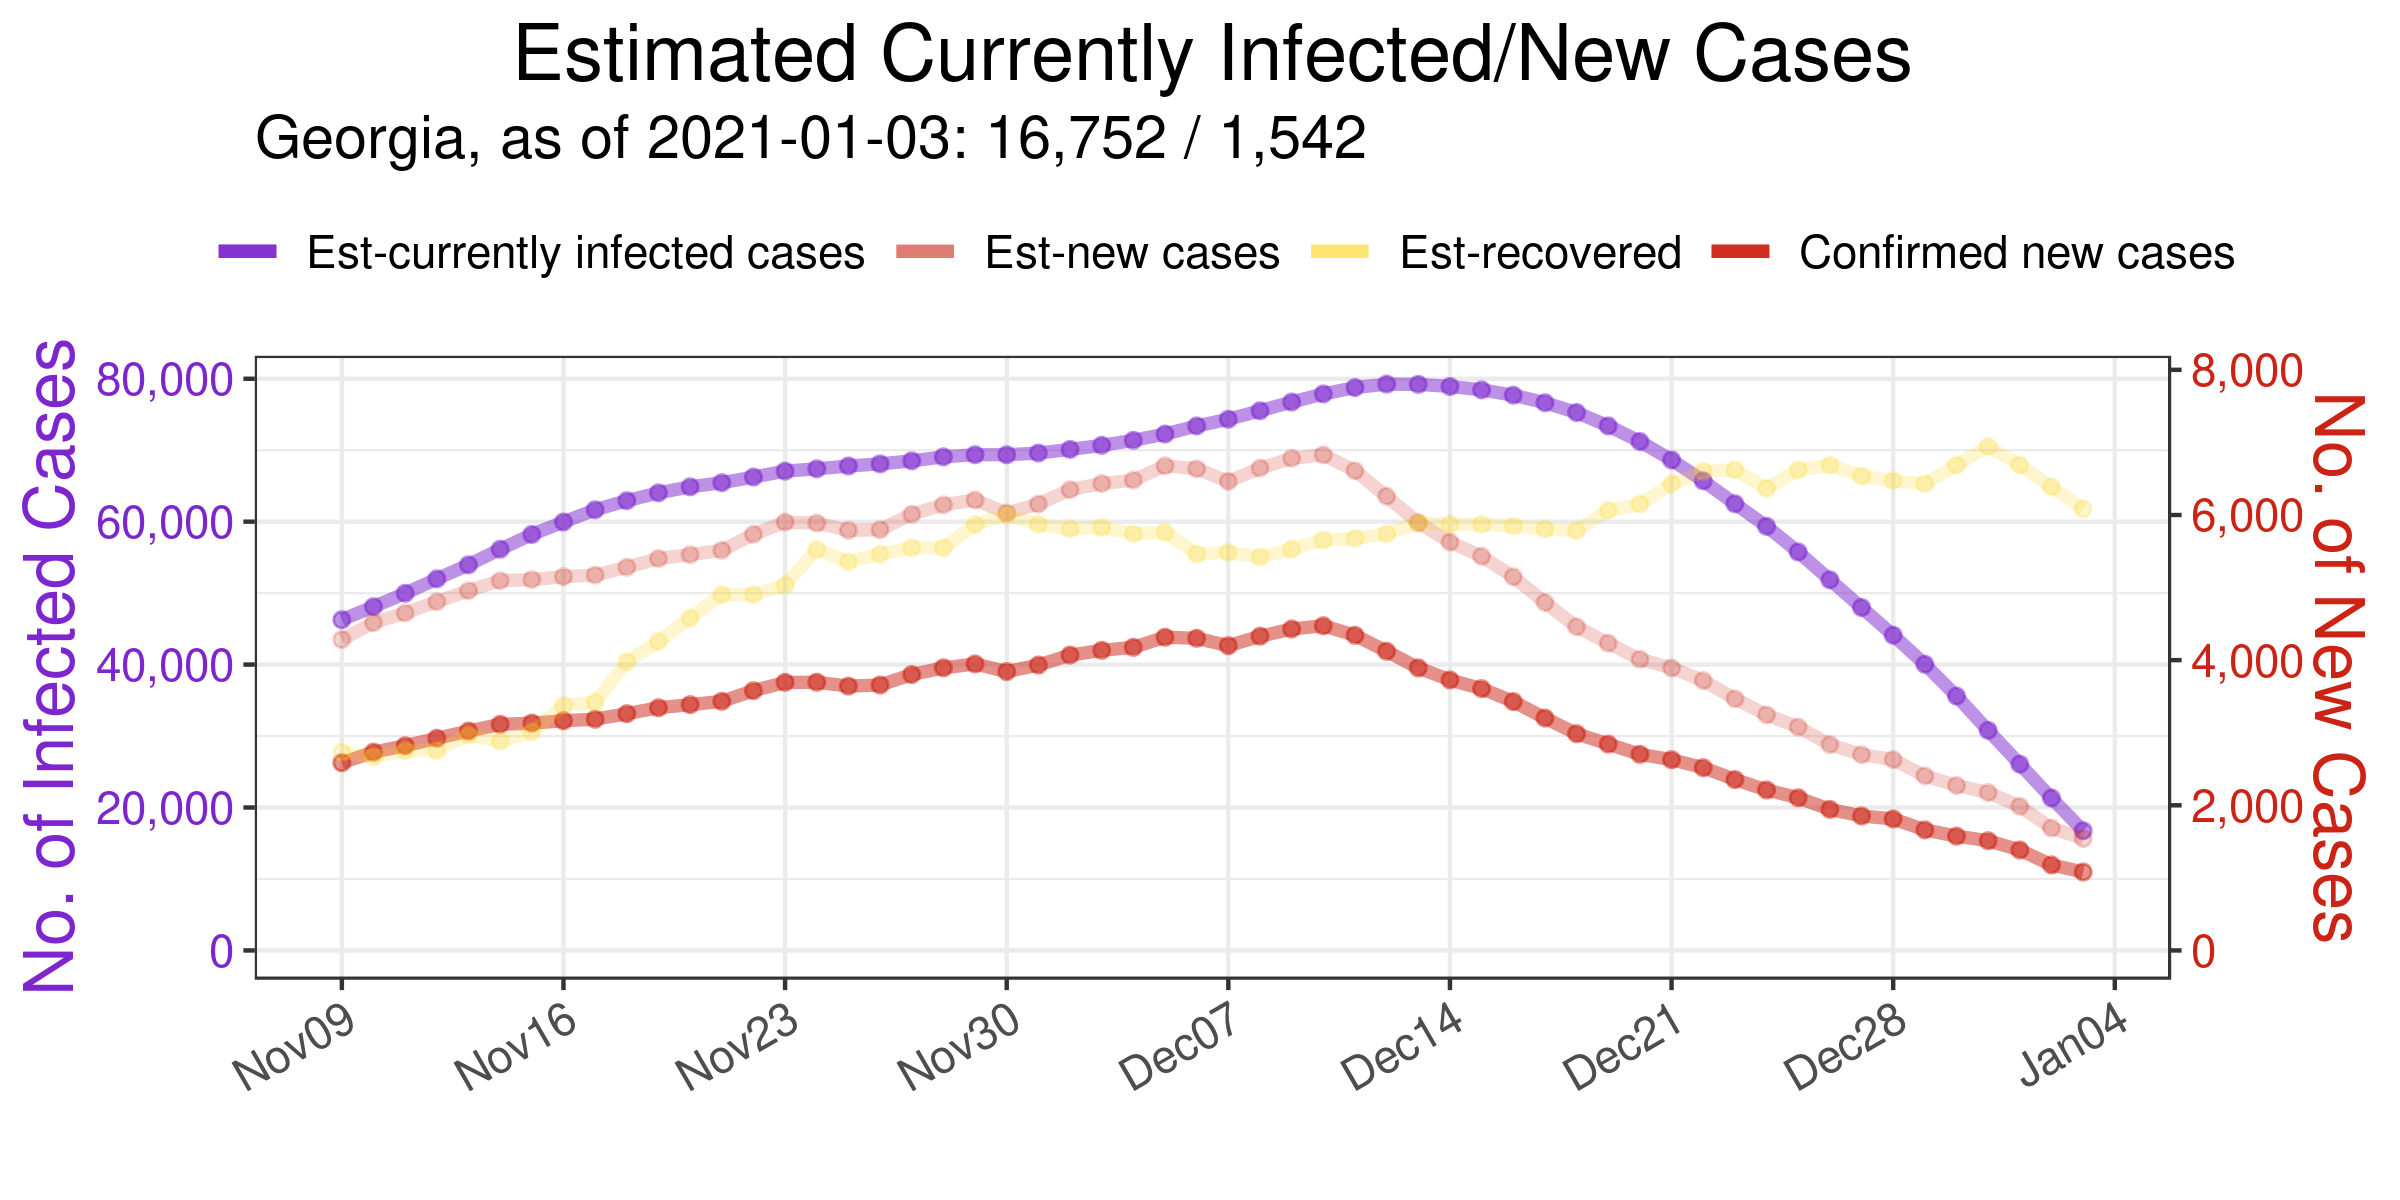 Estimated Currently Infected/New Cases
Georgia, as of 2021-01-03: 16,752 / 1,542
Est-currently infected cases Est-new cases Est-recovered Confirmed new cases
No. of Infected Cases
80,000
60,000
40,000
20,000
0
8,000
6,000
4,000
2,000
0
No. of New Cases
Nov09 Nov16 Nov23 Nov30 Dec07 Dec14 Dec21 Dec28 Jan04